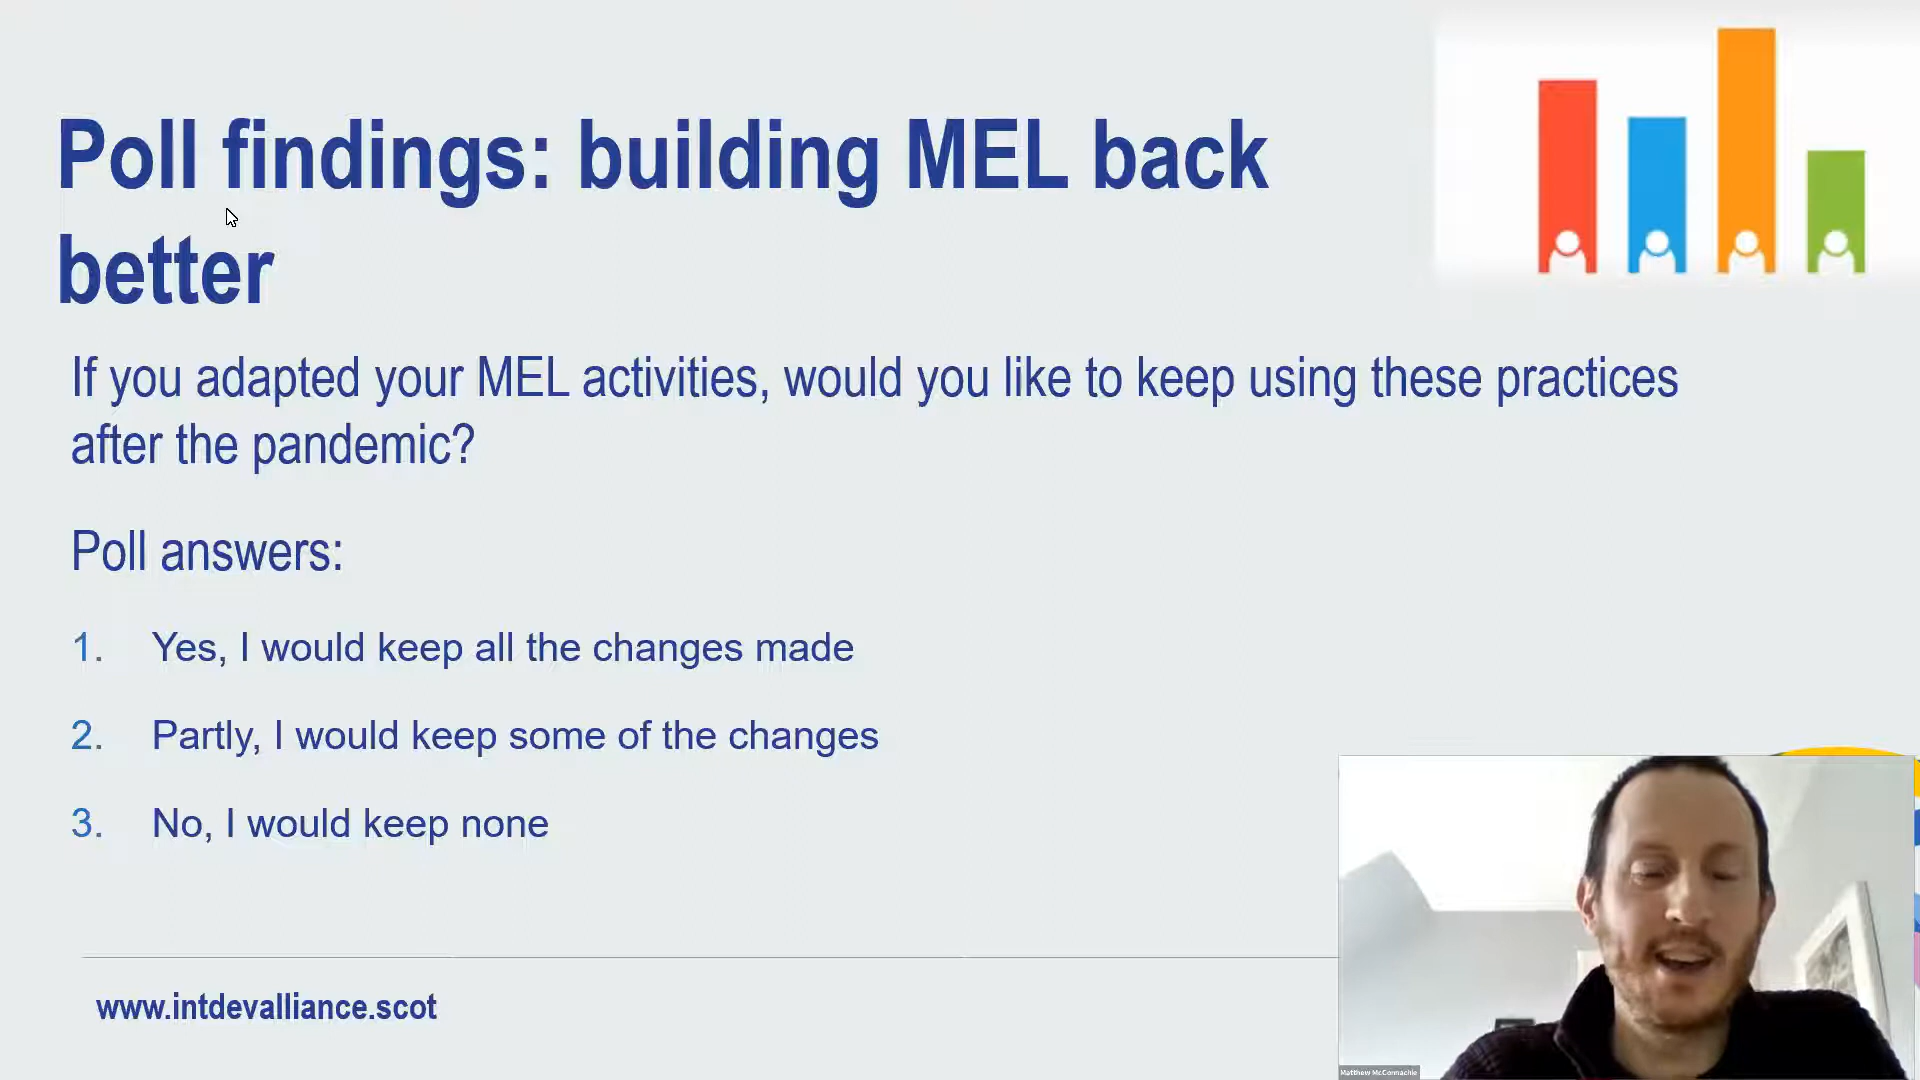 Poll findings: building MEL back
better
If you adapted your MEL activities, would you like to keep using these practices
after the pandemic?
Poll answers:
1. Yes, I would keep all the changes made
2. Partly, I would keep some of the changes
3. No, I would keep none
www.intdevalliance.scot
Matthew McConnachie